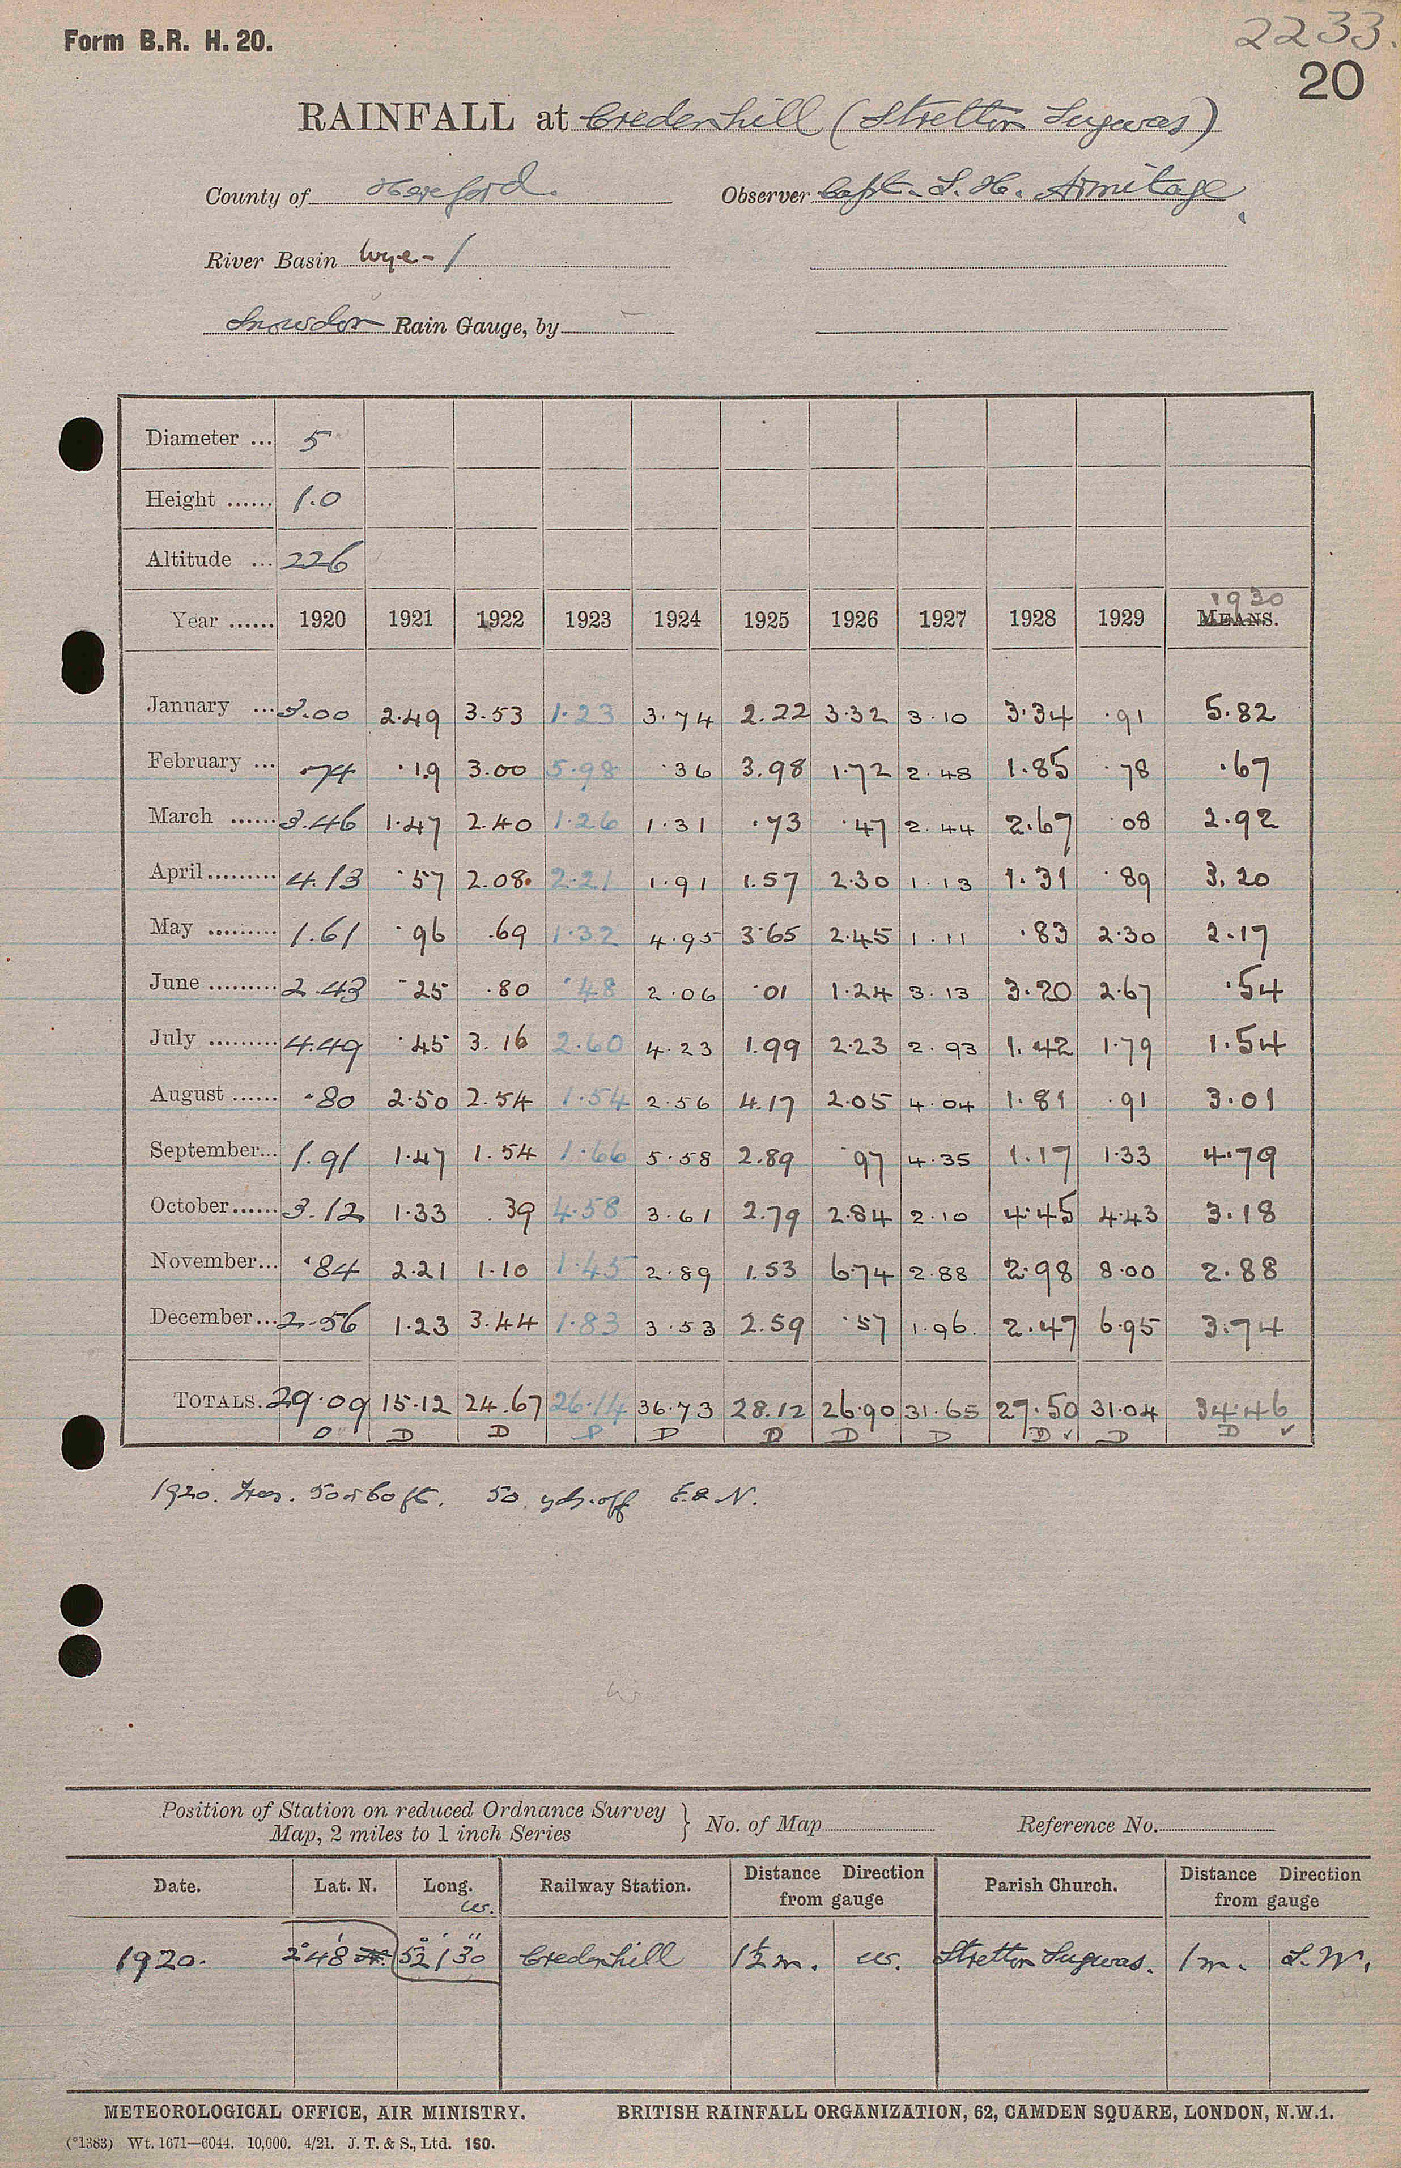 Form B.R. H. 20.
2233.
20
RAINFALL at Credenhill (Stretton Sugwas)
County of Hereford. Observer Capt. S. H. Armitage
River Basin Wye - 1
Snowdon Rain Gauge, by
Diameter ... 5
Height ...... 1.0
Altitude ... 226
Year ...... 1920 1921 1922 1923 1924 1925 1926 1927 1928 1929 MEANS. 1930
January ... 3.00 2.49 3.53 1.23 3.74 2.22 3.32 3.10 3.34 .91 5.82
February ... .74 .19 3.00 5.98 .36 3.98 1.72 2.48 1.85 .78 .67
March ...... 3.46 1.47 2.40 1.26 1.31 .73 .47 2.44 2.67 .08 2.92
April ......... 4.13 .57 2.08 2.21 1.91 1.57 2.30 1.13 1.31 .89 3.20
May ......... 1.61 .96 .69 1.32 4.95 3.65 2.45 1.11 .83 2.30 2.17
June ......... 2.43 .25 .80 .48 2.06 .01 1.24 3.13 3.20 2.67 .54
July ......... 4.49 .45 3.16 2.60 4.23 1.99 2.23 2.93 1.42 1.79 1.54
August ...... .80 2.50 2.54 1.54 2.56 4.17 2.05 4.04 1.81 .91 3.01
September... 1.91 1.47 1.54 1.66 5.58 2.89 .97 4.35 1.17 1.33 4.79
October...... 3.12 1.33 .39 4.58 3.61 2.79 2.84 2.10 4.45 4.43 3.18
November... .84 2.21 1.10 1.45 2.89 1.53 6.74 2.88 2.98 8.00 2.88
December... 2.56 1.23 3.44 1.83 3.53 2.59 .57 1.96 2.47 6.95 3.74
TOTALS. 29.09 15.12 24.67 26.14 36.73 28.12 26.90 31.65 27.50 31.04 34.46
D D D D D D D D D ✓ D D ✓
1920. Trees. 50 or 60 ft. 50 yds. off E. & N.
Position of Station on reduced Ordnance Survey
Map, 2 miles to 1 inch Series } No. of Map Reference No.
Date. Lat. N. Long. W. Railway Station. Distance Direction from gauge Parish Church. Distance Direction from gauge
1920. 2°48' 52°1'30" Credenhill 1½ m. W. Stretton Sugwas. 1 m. S.W.
METEOROLOGICAL OFFICE, AIR MINISTRY. BRITISH RAINFALL ORGANIZATION, 62, CAMDEN SQUARE, LONDON, N.W.1.
(*1383) Wt. 1671—6044. 10,000. 4/21. J. T. & S., Ltd. 160.